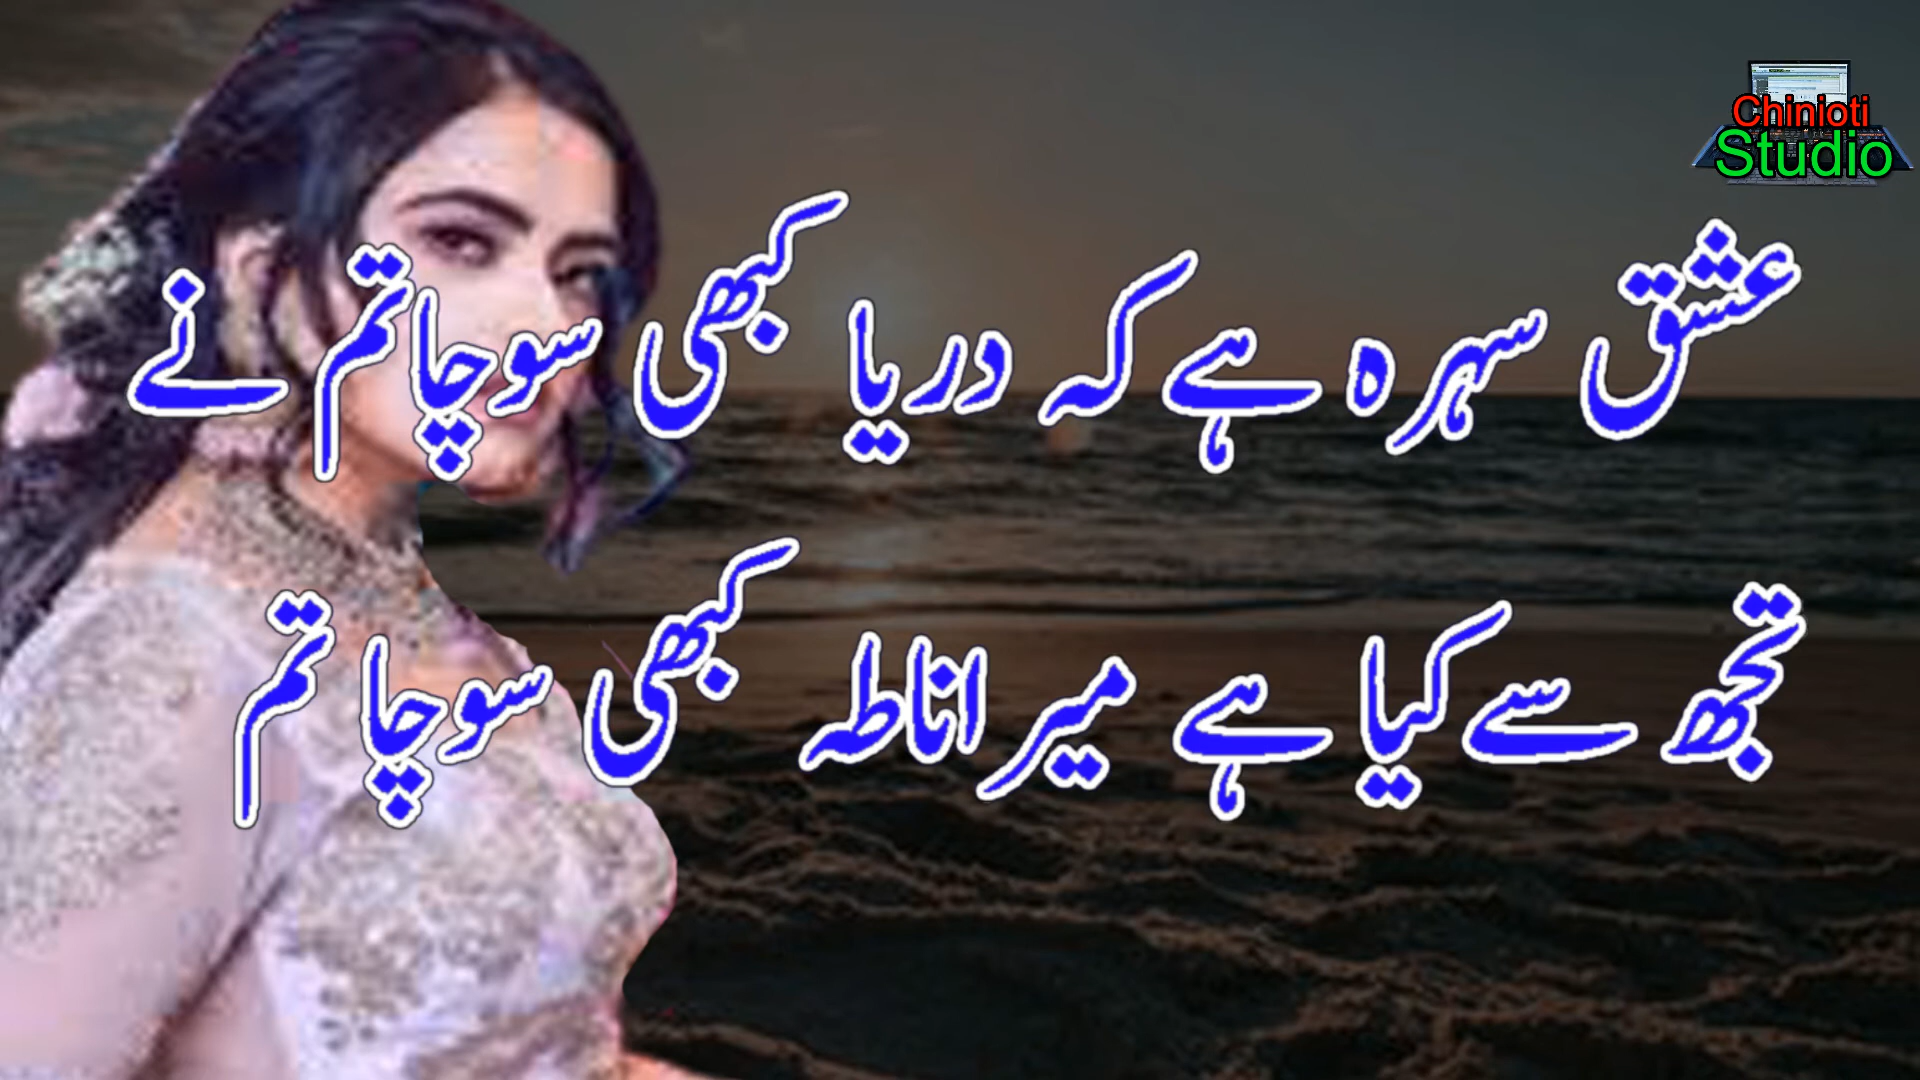 Chinioti
Studio
عشق سہرہ ہے کہ دریا کبھی سوچا تم نے
تجھ سے کیا ہے میرا ناطہ کبھی سوچا تم